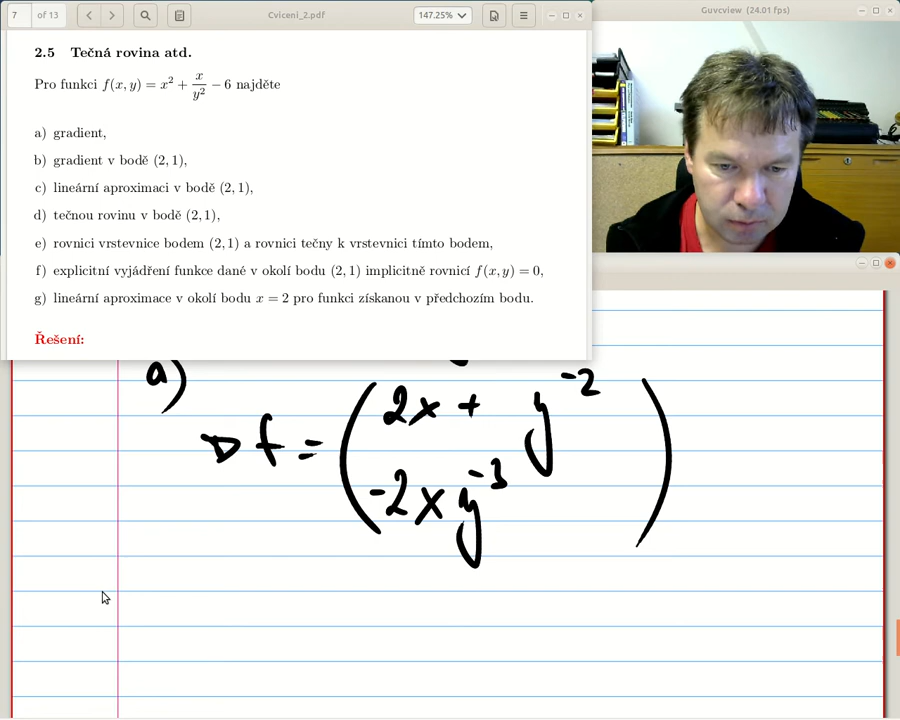 7 of 13 Cviceni_2.pdf 147.25%
Guvcview (24.01 fps)
2.5 Tečná rovina atd.
Pro funkci f(x, y) = x² + x/y² − 6 najděte
a) gradient,
b) gradient v bodě (2, 1),
c) lineární aproximaci v bodě (2, 1),
d) tečnou rovinu v bodě (2, 1),
e) rovnici vrstevnice bodem (2, 1) a rovnici tečny k vrstevnici tímto bodem,
f) explicitní vyjádření funkce dané v okolí bodu (2, 1) implicitně rovnicí f(x, y) = 0,
g) lineární aproximace v okolí bodu x = 2 pro funkci získanou v předchozím bodu.
Řešení:
a)
∇f = (2x + y⁻²
−2xy⁻³)